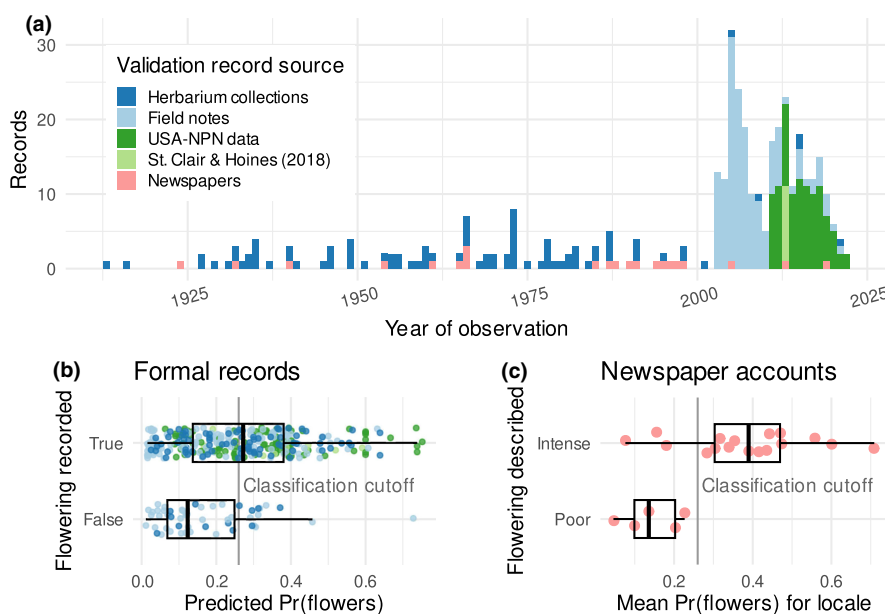 (a)
Records
30
20
10
0
Validation record source
Herbarium collections
Field notes
USA-NPN data
St. Clair & Hoines (2018)
Newspapers
1925
1950
1975
2000
2025
Year of observation
(b)
Formal records
Flowering recorded
True
Classification cutoff
False
0.0
0.2
0.4
0.6
Predicted Pr(flowers)
(c)
Newspaper accounts
Flowering described
Intense
Classification cutoff
Poor
0.2
0.4
0.6
Mean Pr(flowers) for locale